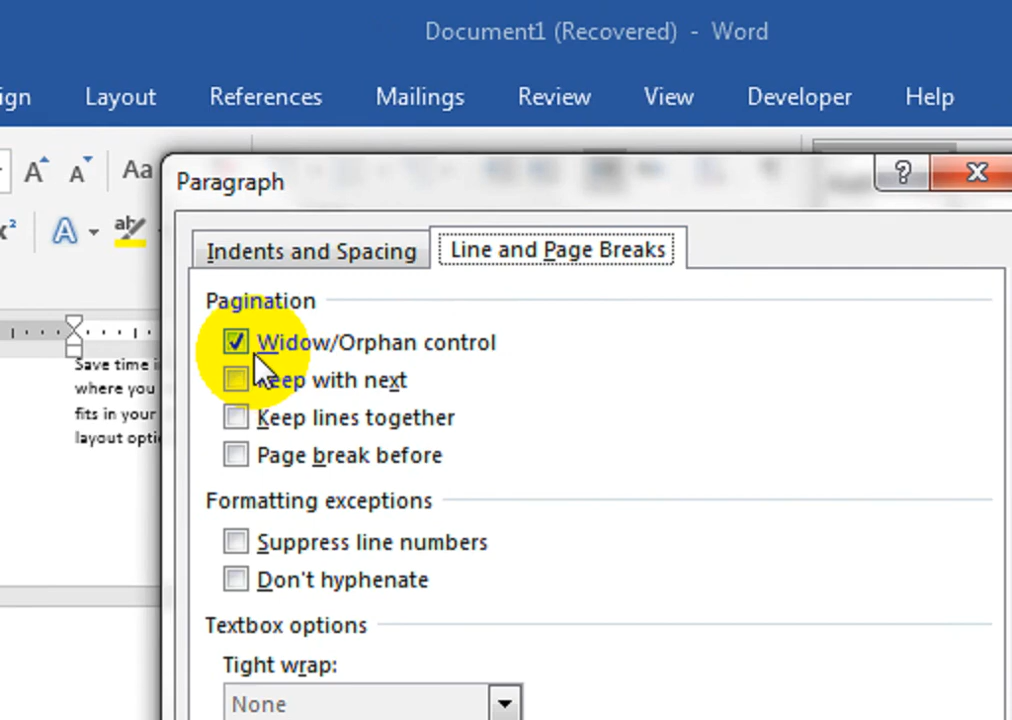 Document1 (Recovered) - Word
ign Layout References Mailings Review View Developer Help
Aa
Paragraph
Indents and Spacing Line and Page Breaks
Pagination
Widow/Orphan control
Save time i
where you
Keep with next
fits in your
Keep lines together
layout opti
Page break before
Formatting exceptions
Suppress line numbers
Don't hyphenate
Textbox options
Tight wrap:
None